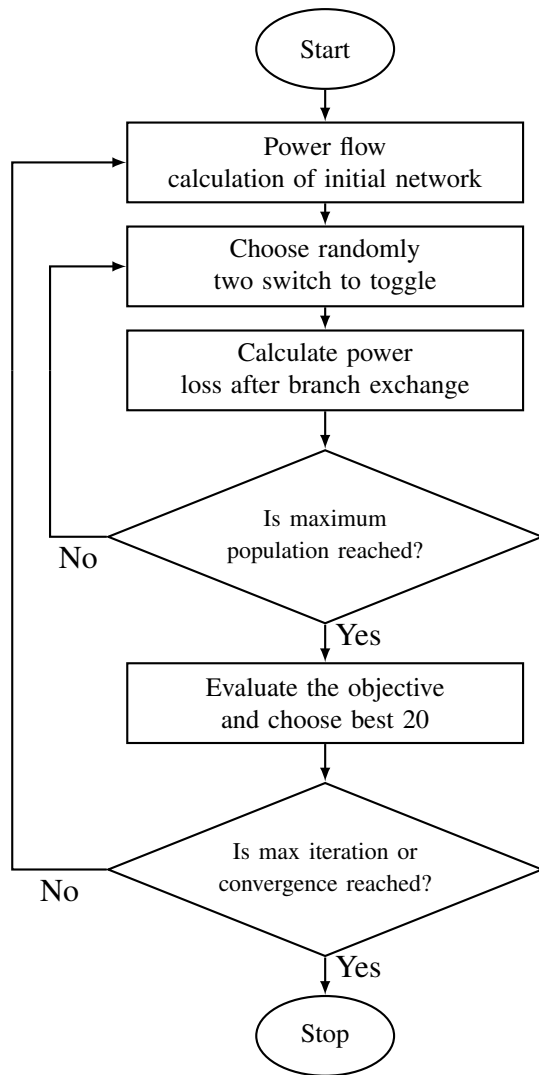 Start
Power flow
calculation of initial network
Choose randomly
two switch to toggle
Calculate power
loss after branch exchange
Is maximum
population reached?
No
Yes
Evaluate the objective
and choose best 20
Is max iteration or
convergence reached?
No
Yes
Stop